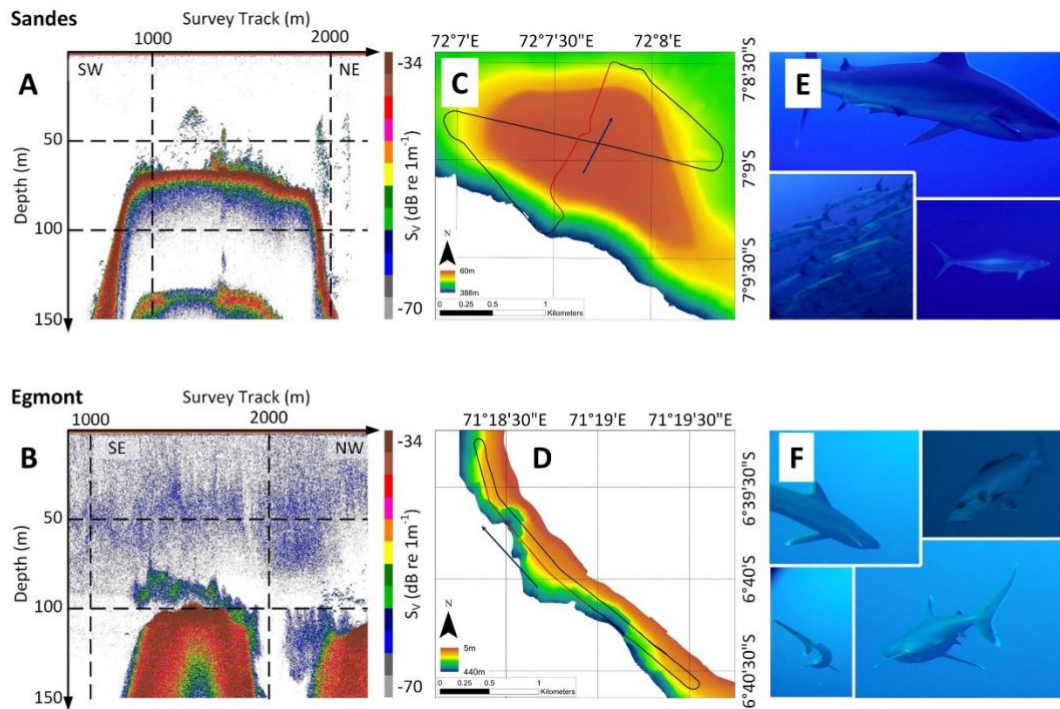 Sandes
Survey Track (m)
1000 2000
SW NE
A
50
100
150
Depth (m)
-34
-70
Sᵥ (dB re 1m⁻¹)
72°7'E 72°7'30"E 72°8'E
C
7°8'30"S
7°9'S
7°9'30"S
N
60m
388m
0 0.25 0.5 1
Kilometers
E
Egmont
Survey Track (m)
1000 2000
SE NW
B
50
100
150
Depth (m)
-34
-70
Sᵥ (dB re 1m⁻¹)
71°18'30"E 71°19'E 71°19'30"E
D
6°39'30"S
6°40'S
6°40'30"S
N
5m
440m
0 0.25 0.5 1
Kilometers
F